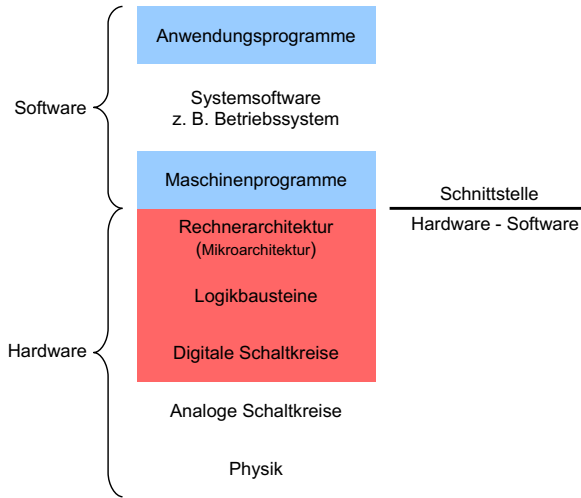 Anwendungsprogramme
Software
Systemsoftware
z. B. Betriebssystem
Maschinenprogramme
Schnittstelle
Hardware - Software
Rechnerarchitektur
(Mikroarchitektur)
Logikbausteine
Hardware
Digitale Schaltkreise
Analoge Schaltkreise
Physik